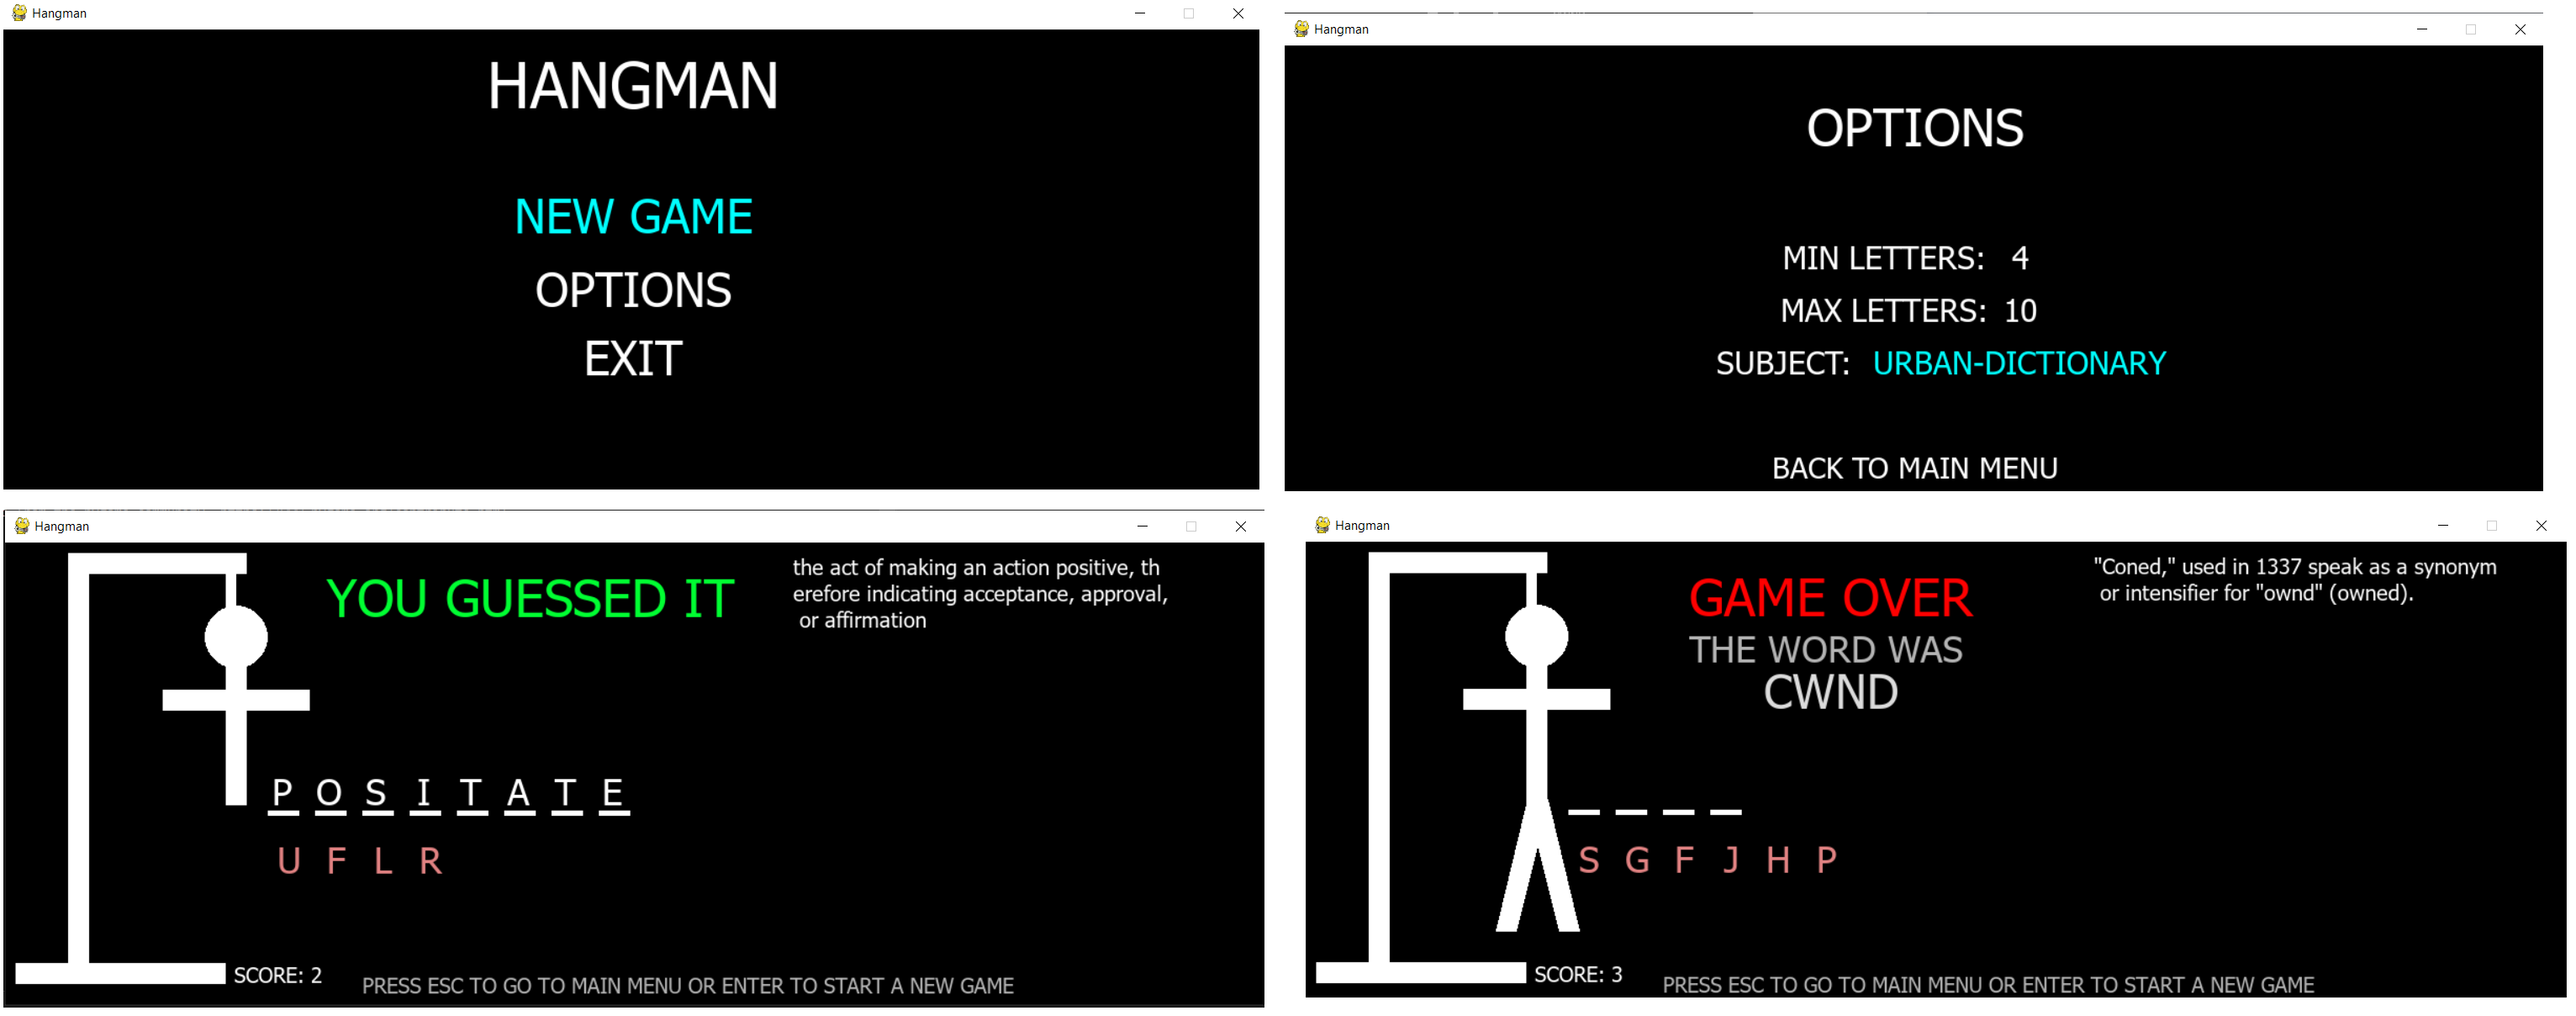 Hangman
HANGMAN
NEW GAME
OPTIONS
EXIT
Hangman
OPTIONS
MIN LETTERS: 4
MAX LETTERS: 10
SUBJECT: URBAN-DICTIONARY
BACK TO MAIN MENU
Hangman
YOU GUESSED IT
the act of making an action positive, th
erefore indicating acceptance, approval,
or affirmation
P O S I T A T E
U F L R
SCORE: 2
PRESS ESC TO GO TO MAIN MENU OR ENTER TO START A NEW GAME
Hangman
GAME OVER
THE WORD WAS
CWND
"Coned," used in 1337 speak as a synonym
or intensifier for "ownd" (owned).
S G F J H P
SCORE: 3
PRESS ESC TO GO TO MAIN MENU OR ENTER TO START A NEW GAME